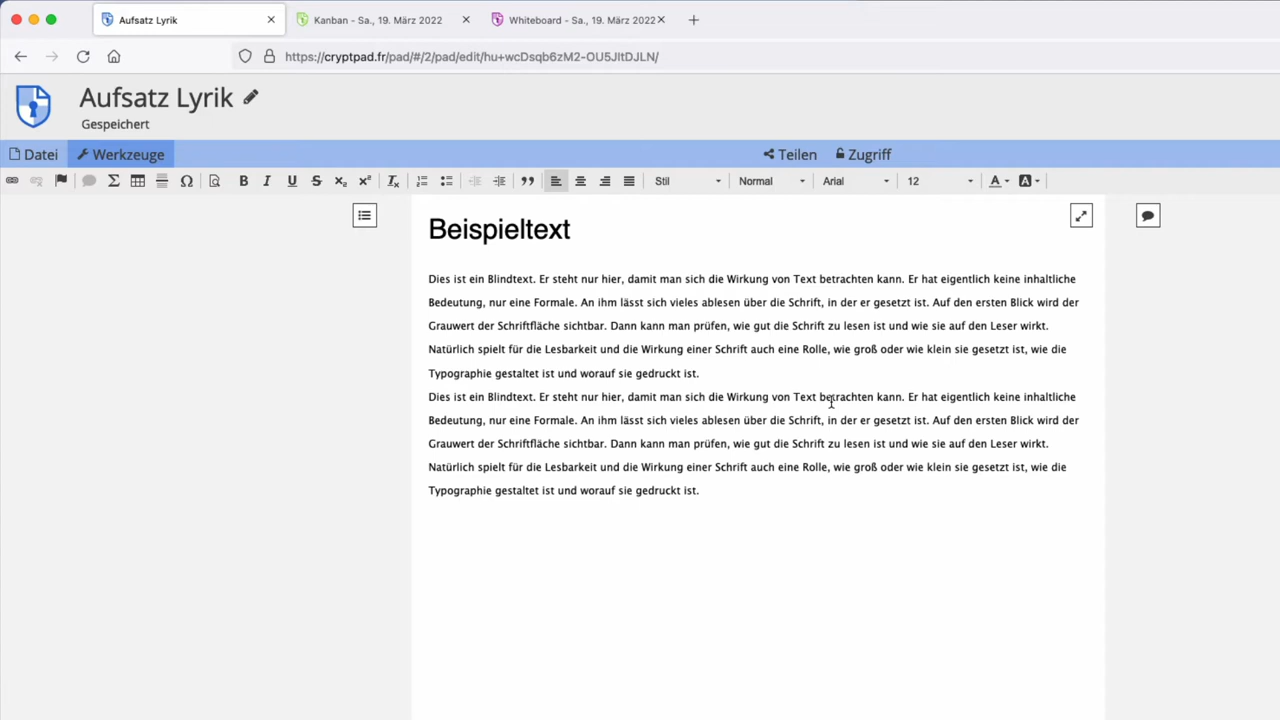 Aufsatz Lyrik
Kanban - Sa., 19. März 2022
Whiteboard - Sa., 19. März 2022
https://cryptpad.fr/pad/#/2/pad/edit/hu+wcDsqb6zM2-OU5JItDJLN/
Aufsatz Lyrik
Gespeichert
Datei
Werkzeuge
Teilen
Zugriff
Stil
Normal
Arial
12
Beispieltext
Dies ist ein Blindtext. Er steht nur hier, damit man sich die Wirkung von Text betrachten kann. Er hat eigentlich keine inhaltliche
Bedeutung, nur eine Formale. An ihm lässt sich vieles ablesen über die Schrift, in der er gesetzt ist. Auf den ersten Blick wird der
Grauwert der Schriftfläche sichtbar. Dann kann man prüfen, wie gut die Schrift zu lesen ist und wie sie auf den Leser wirkt.
Natürlich spielt für die Lesbarkeit und die Wirkung einer Schrift auch eine Rolle, wie groß oder wie klein sie gesetzt ist, wie die
Typographie gestaltet ist und worauf sie gedruckt ist.
Dies ist ein Blindtext. Er steht nur hier, damit man sich die Wirkung von Text betrachten kann. Er hat eigentlich keine inhaltliche
Bedeutung, nur eine Formale. An ihm lässt sich vieles ablesen über die Schrift, in der er gesetzt ist. Auf den ersten Blick wird der
Grauwert der Schriftfläche sichtbar. Dann kann man prüfen, wie gut die Schrift zu lesen ist und wie sie auf den Leser wirkt.
Natürlich spielt für die Lesbarkeit und die Wirkung einer Schrift auch eine Rolle, wie groß oder wie klein sie gesetzt ist, wie die
Typographie gestaltet ist und worauf sie gedruckt ist.